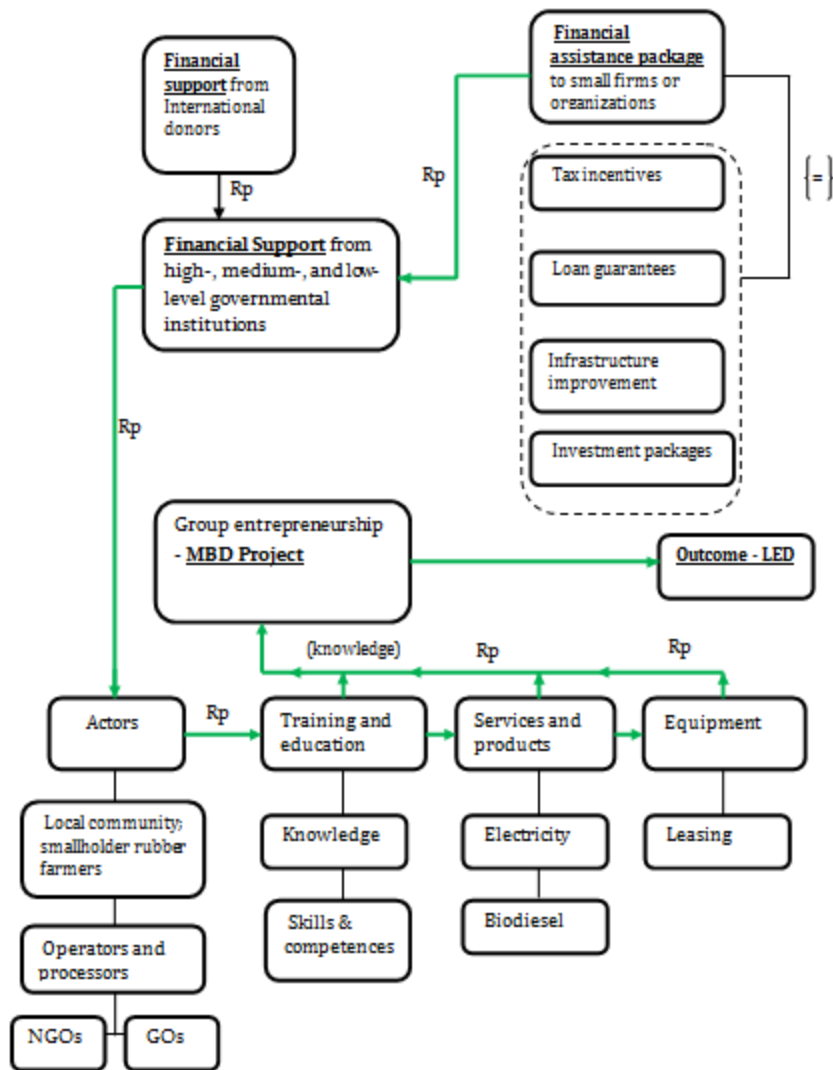 Financial
support from
International
donors
Financial
assistance package
to small firms or
organizations
Rp
Rp
{=}
Tax incentives
Loan guarantees
Infrastructure
improvement
Investment packages
Financial Support from
high-, medium-, and low-
level governmental
institutions
Rp
Group entrepreneurship
- MBD Project
Outcome - LED
(knowledge)
Rp
Rp
Actors
Rp
Training and
education
Services and
products
Equipment
Local community;
smallholder rubber
farmers
Knowledge
Electricity
Leasing
Skills &
competences
Biodiesel
Operators and
processors
NGOs
GOs